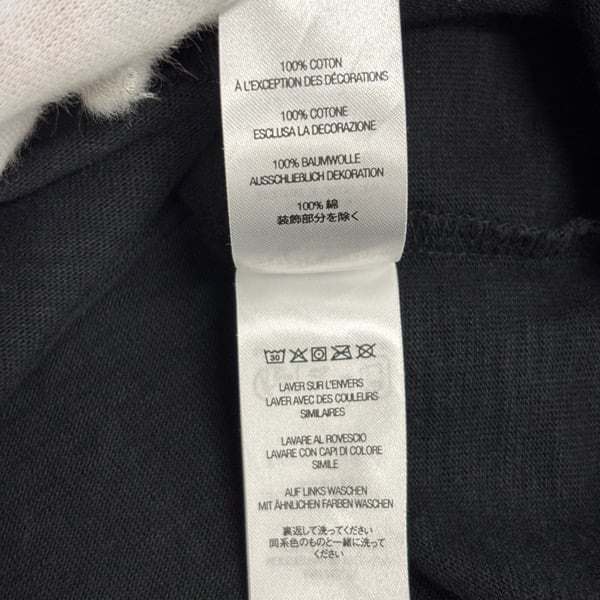 100% COTON
À L'EXCEPTION DES DÉCORATIONS
100% COTONE
ESCLUSA LA DECORAZIONE
100% BAUMWOLLE
AUSSCHLIEBLICH DEKORATION
100% 綿
装飾部分を除く
30
LAVER SUR L'ENVERS
LAVER AVEC DES COULEURS
SIMILAIRES
LAVARE AL ROVESCIO
LAVARE CON CAPI DI COLORE
SIMILE
AUF LINKS WASCHEN
MIT ÄHNLICHEN FARBEN WASCHEN
裏返して洗ってください
同系色のものと一緒に洗って
ください